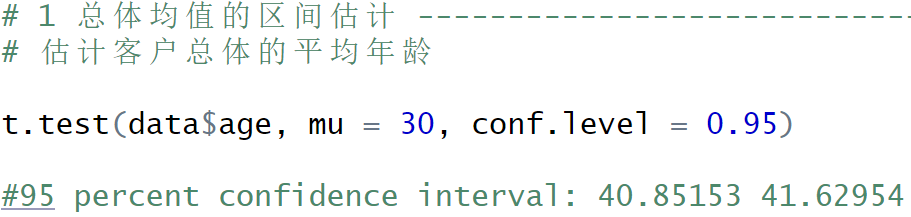 # 1 总体均值的区间估计 ----------------------------
# 估计客户总体的平均年龄
t.test(data$age, mu = 30, conf.level = 0.95)
#95 percent confidence interval: 40.85153 41.62954